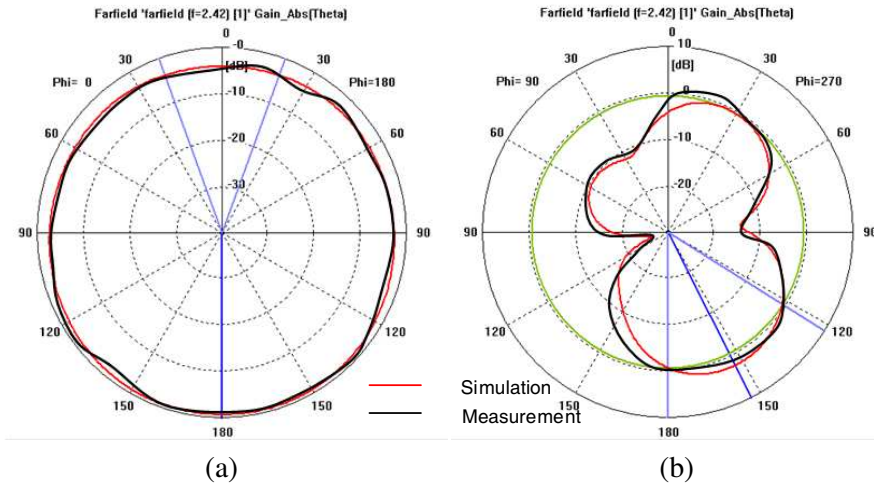 Farfield 'farfield (f=2.42) [1]' Gain_Abs(Theta)
0
-0
[dB]
30
30
Phi= 0
Phi=180
-10
60
60
-20
30
90
90
120
120
150
150
180
(a)
Farfield 'farfield (f=2.42) [1]' Gain_Abs(Theta)
0
10
[dB]
30
30
Phi= 90
Phi=270
0
60
60
-10
-20
90
90
120
120
150
150
180
(b)
Simulation
Measurement